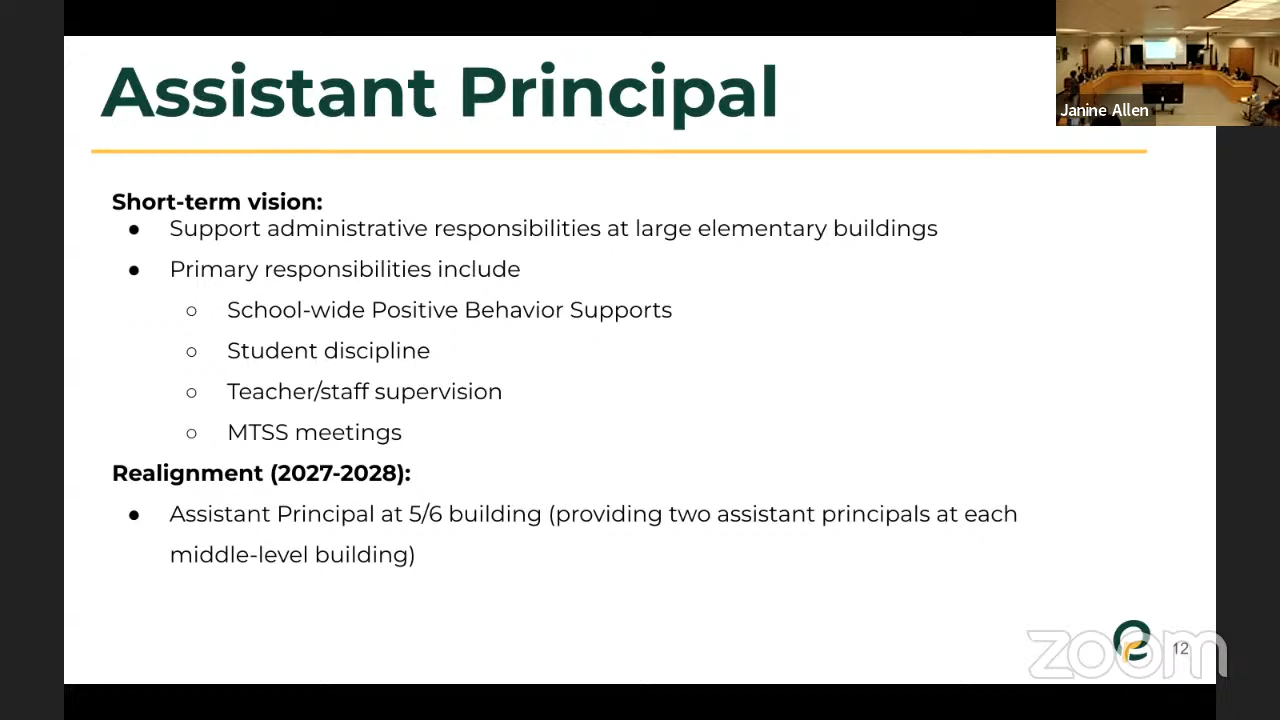 Assistant Principal
Janine Allen
Short-term vision:
● Support administrative responsibilities at large elementary buildings
● Primary responsibilities include
○ School-wide Positive Behavior Supports
○ Student discipline
○ Teacher/staff supervision
○ MTSS meetings
Realignment (2027-2028):
● Assistant Principal at 5/6 building (providing two assistant principals at each
middle-level building)
zoom
12